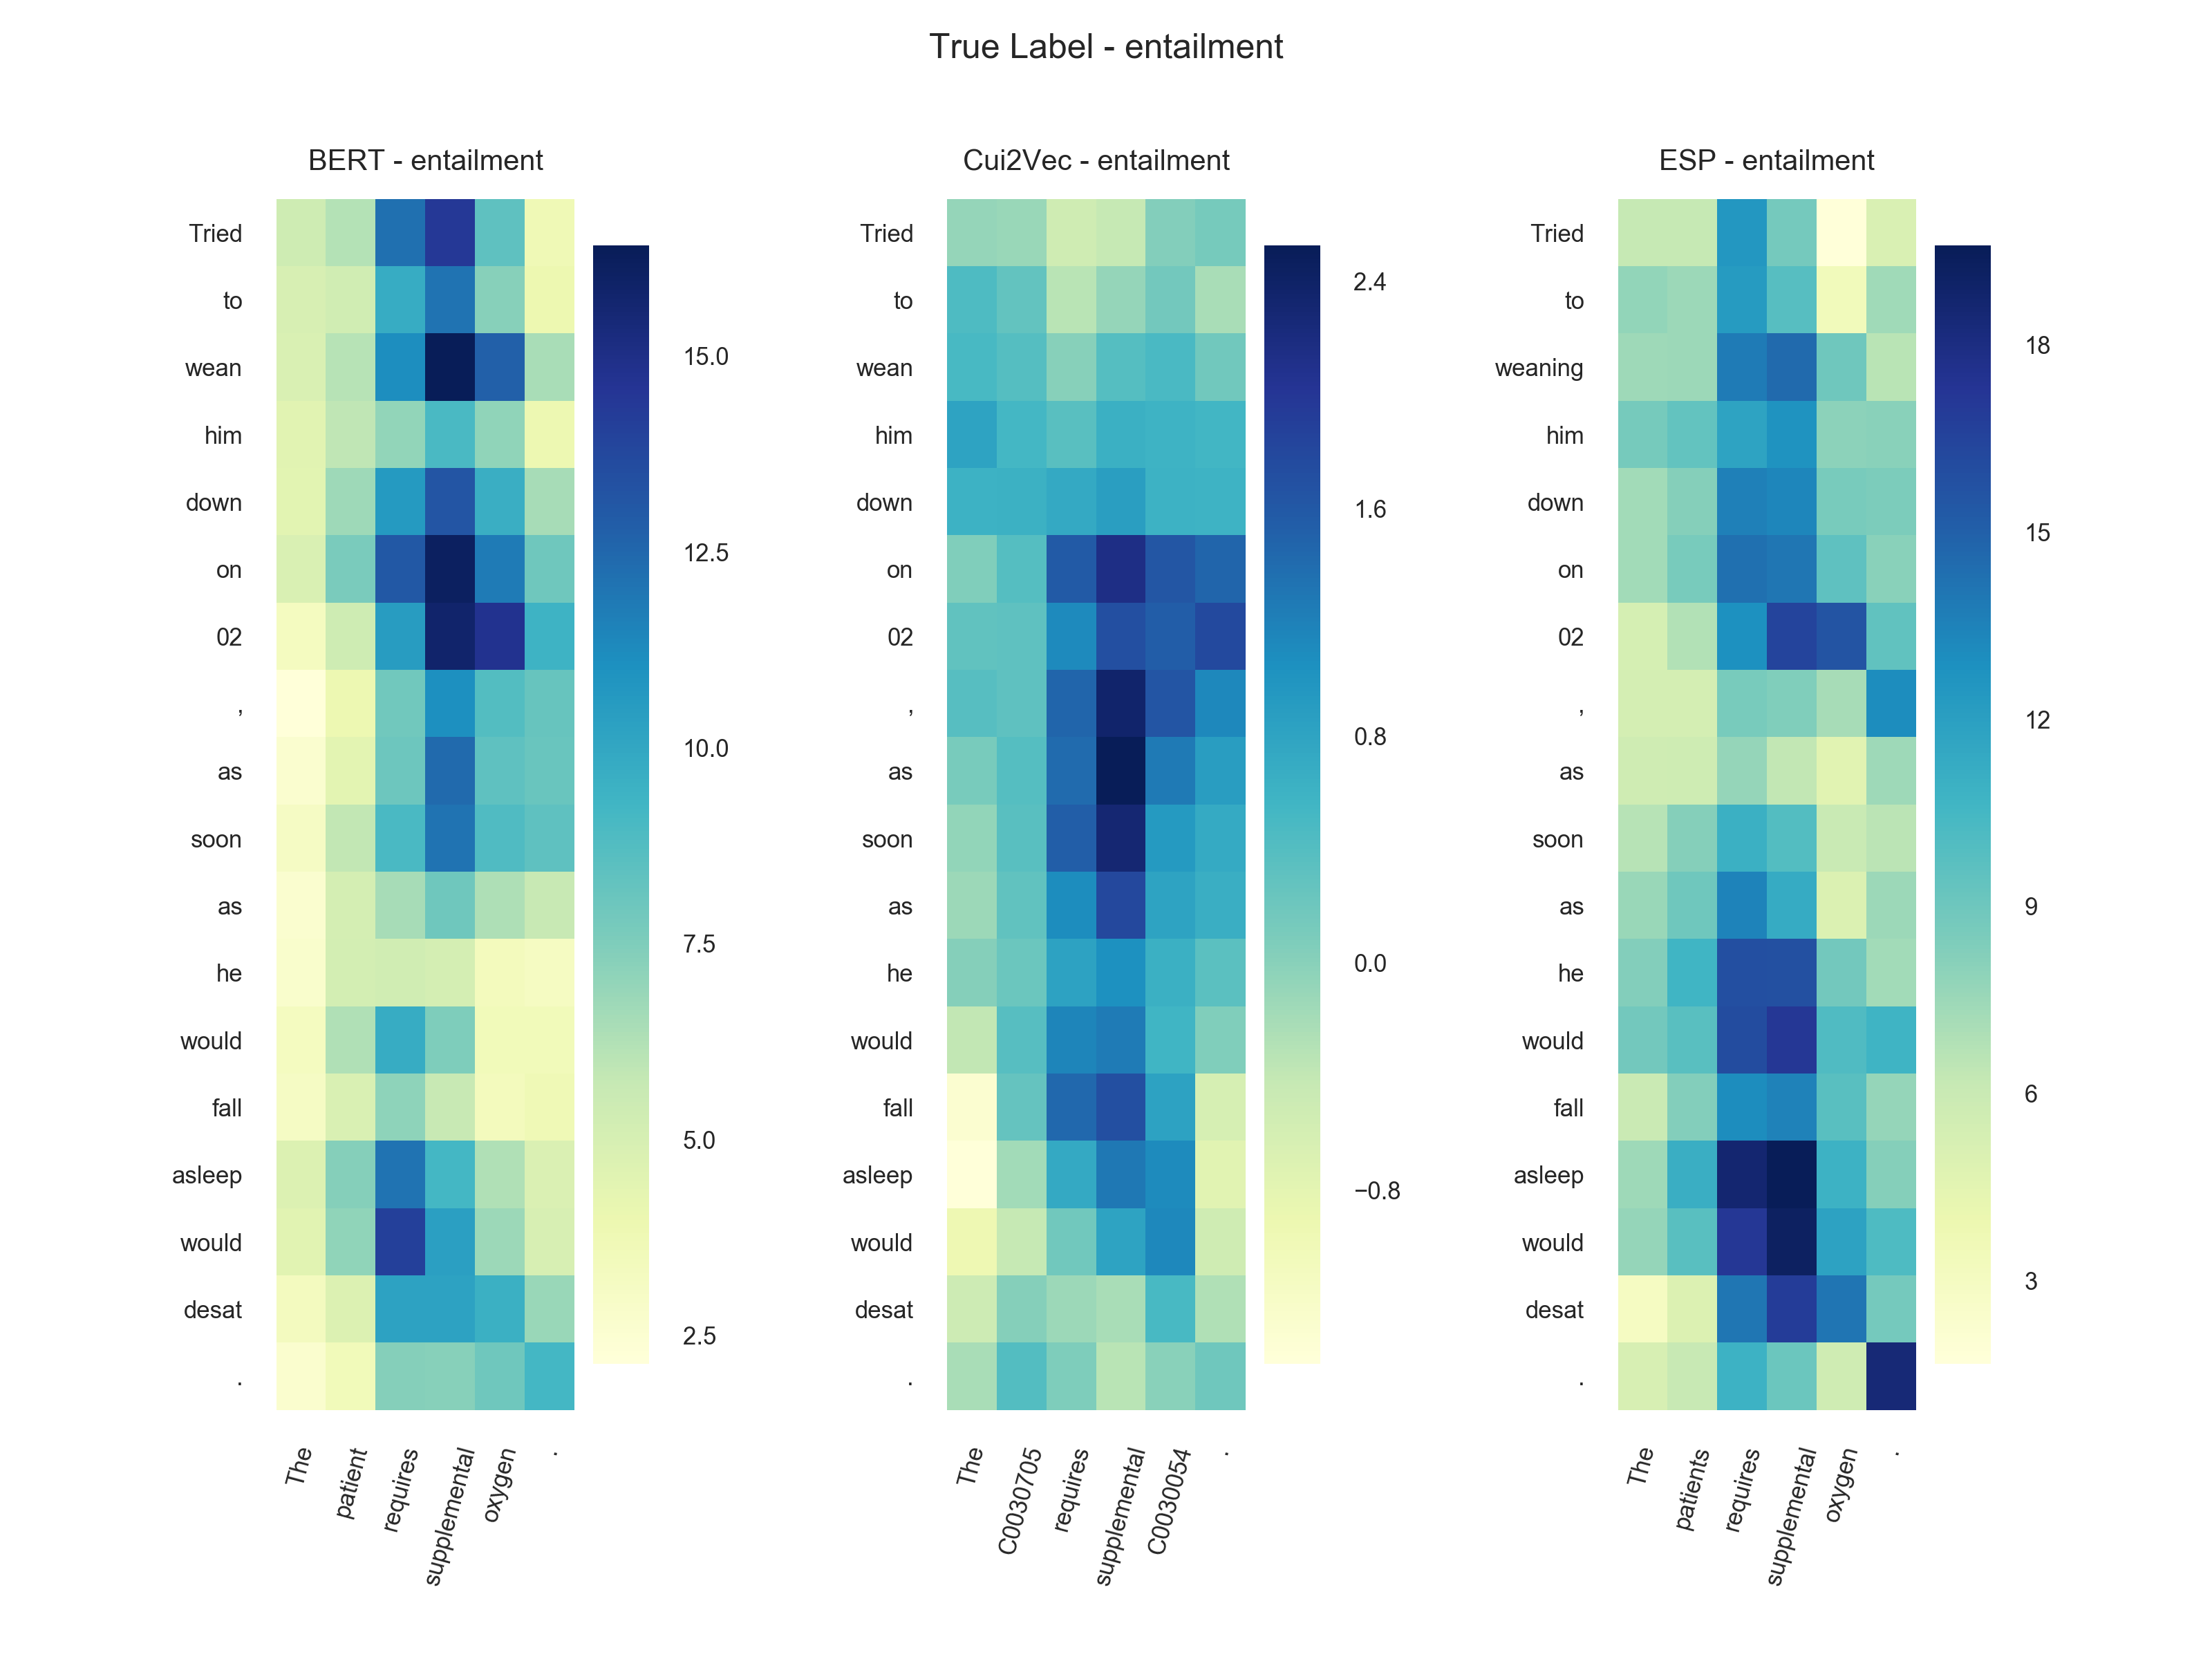 True Label - entailment
BERT - entailment
Tried
to
wean
him
down
on
02
,
as
soon
as
he
would
fall
asleep
would
desat
.
The
patient
requires
supplemental
oxygen
.
15.0
12.5
10.0
7.5
5.0
2.5
Cui2Vec - entailment
Tried
to
wean
him
down
on
02
,
as
soon
as
he
would
fall
asleep
would
desat
.
The
C0030705
requires
supplemental
C0030054
.
2.4
1.6
0.8
0.0
−0.8
ESP - entailment
Tried
to
weaning
him
down
on
02
,
as
soon
as
he
would
fall
asleep
would
desat
.
The
patients
requires
supplemental
oxygen
.
18
15
12
9
6
3